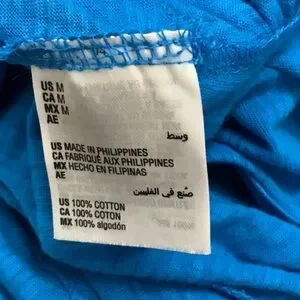 US M
CA M
MX M
AE
وسط
US MADE IN PHILIPPINES
CA FABRIQUÉ AUX PHILIPPINES
MX HECHO EN FILIPINAS
AE
صنع في الفلبين
US 100% COTTON
CA 100% COTON
MX 100% algodón